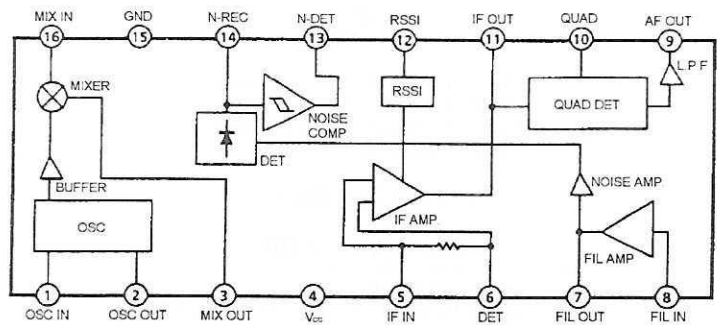 MIX IN GND N-REC N-DET RSSI IF OUT QUAD AF OUT
16 15 14 13 12 11 10 9
L.P.F
MIXER
RSSI
QUAD DET
NOISE
COMP
DET
BUFFER
NOISE AMP
OSC
IF AMP.
FIL AMP
1 2 3 4 5 6 7 8
OSC IN OSC OUT MIX OUT Vcc IF IN DET FIL OUT FIL IN